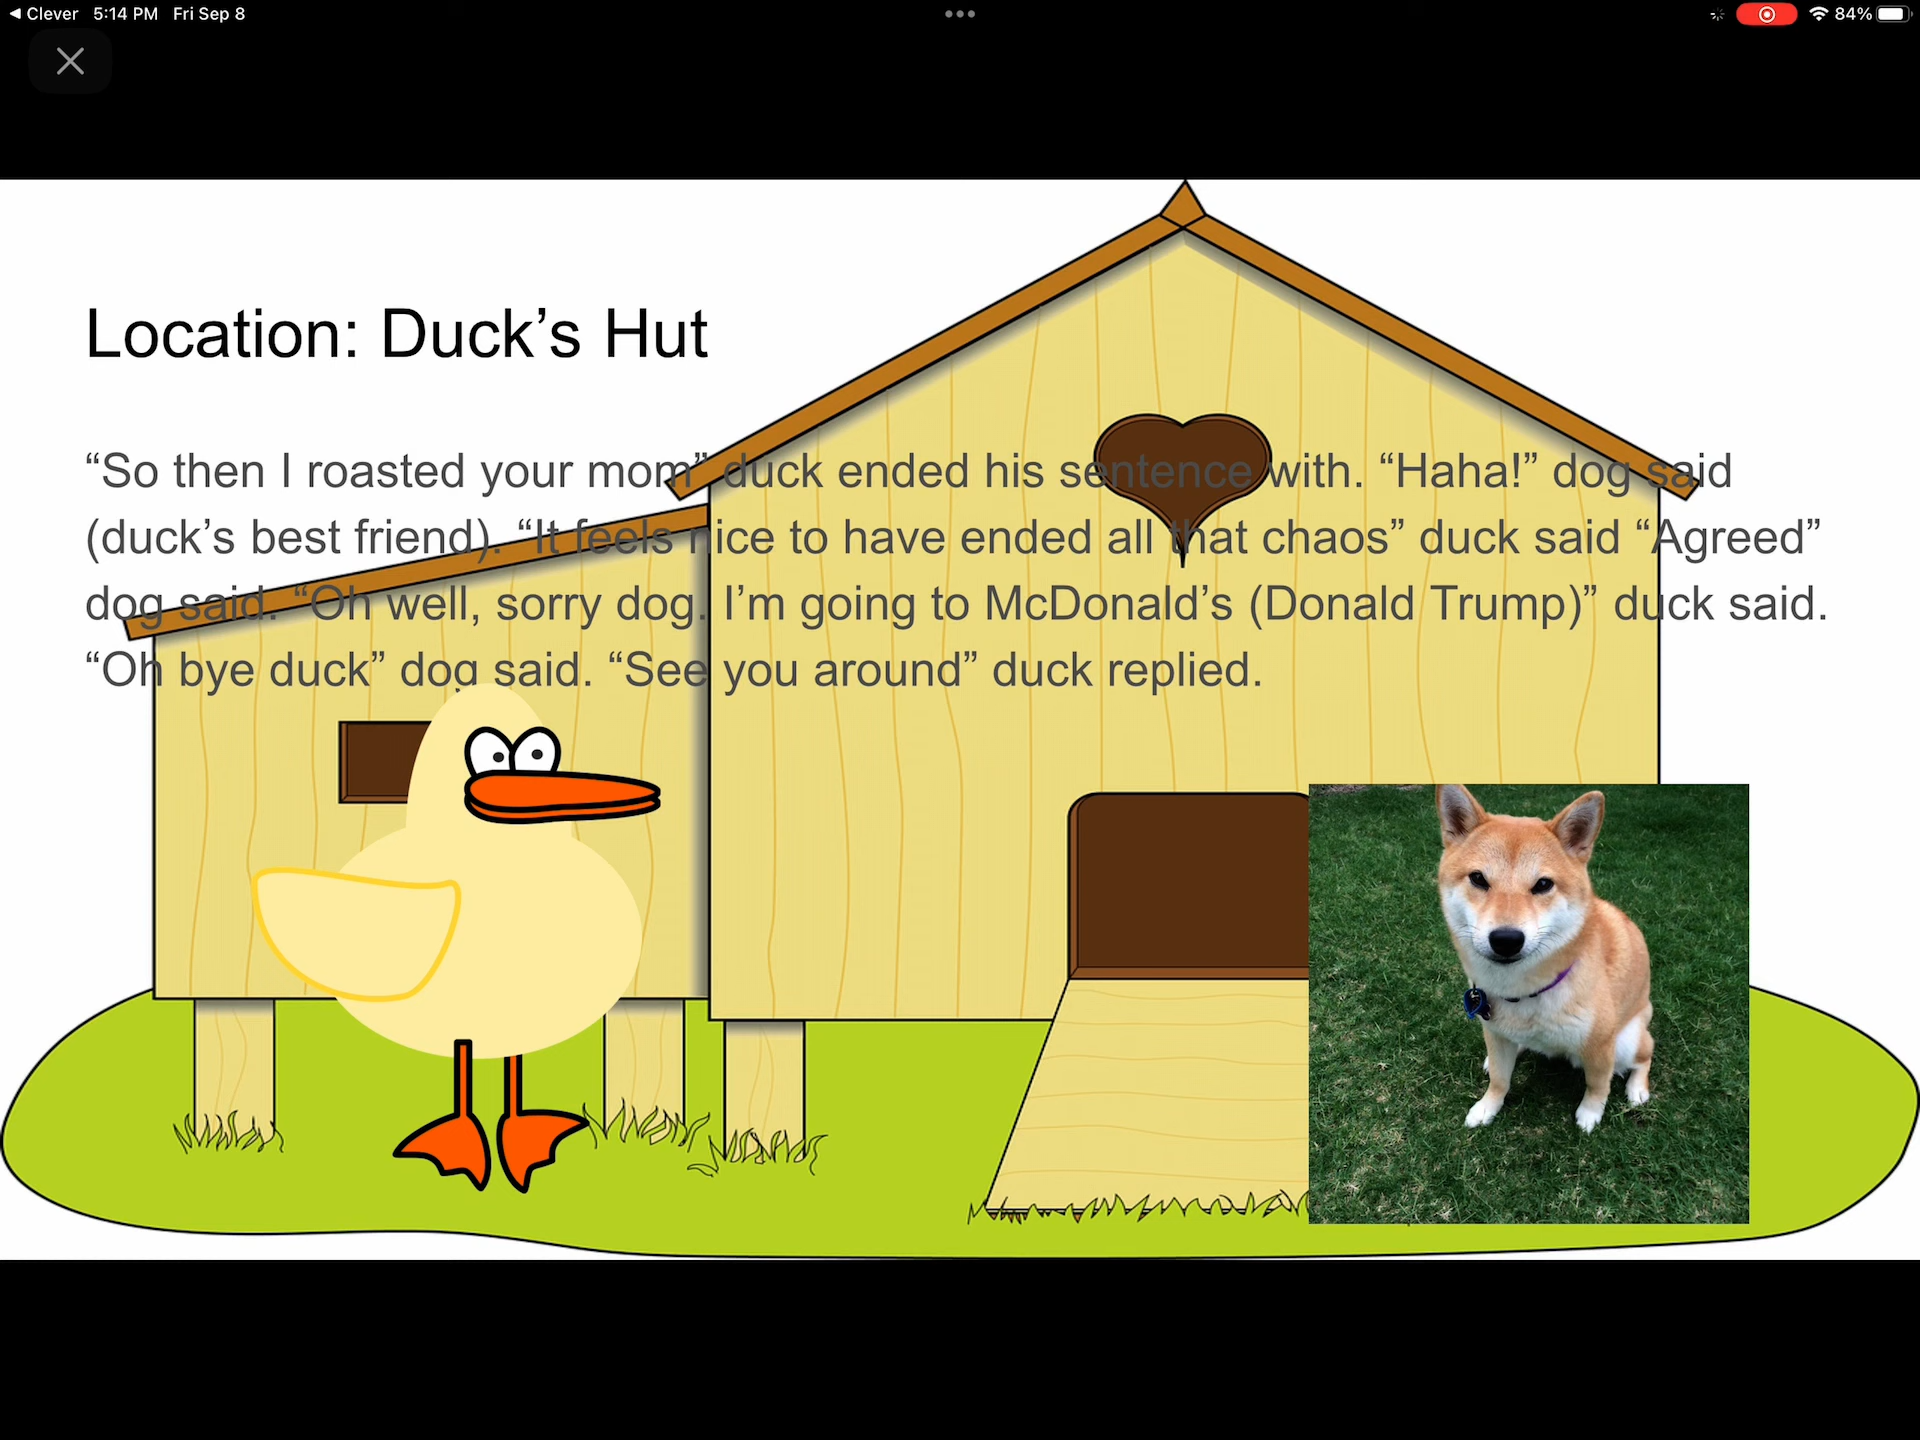 Clever 5:14 PM Fri Sep 8 84%
Location: Duck’s Hut
“So then I roasted your mom” duck ended his sentence with. “Haha!” dog said
(duck’s best friend). “It feels nice to have ended all that chaos” duck said “Agreed”
dog said. “Oh well, sorry dog. I’m going to McDonald’s (Donald Trump)” duck said.
“Oh bye duck” dog said. “See you around” duck replied.